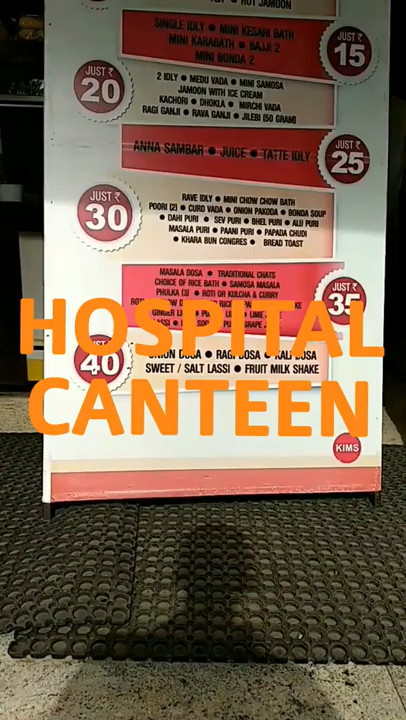 HOT JAMOON
SINGLE IDLY ● MINI KESARI BATH
MINI KARABATH ● BAJJI 2
MINI BONDA 2
JUST ₹
15
JUST ₹
20
2 IDLY ● MEDU VADA ● MINI SAMOSA
JAMOON WITH ICE CREAM
KACHORI ● DHOKLA ● MIRCHI VADA
RAGI GANJI ● RAVA GANJI ● JILEBI (50 GRAM)
ANNA SAMBAR ● JUICE ● TATTE IDLY
JUST ₹
25
JUST ₹
30
RAVE IDLY ● MINI CHOW CHOW BATH
POORI (2) ● CURD VADA ● ONION PAKODA ● BONDA SOUP
● DAHI PURI ● SEV PURI ● BHEL PURI ● ALU PURI
MASALA PURI ● PAANI PURI ● PAPADA CHUDI
● KHARA BUN CONGRES ● BREAD TOAST
MASALA DOSA ● TRADITIONAL CHATS
CHOICE OF RICE BATH ● SAMOSA MASALA
PHULKA (3) ● ROTI OR KULCHA & CURRY
JUST ₹
35
GINGER
GRAPE
HOSPITAL
40
ONION DOSA ● RAGI DOSA ●
SWEET / SALT LASSI ● FRUIT MILK SHAKE
CANTEEN
KIMS